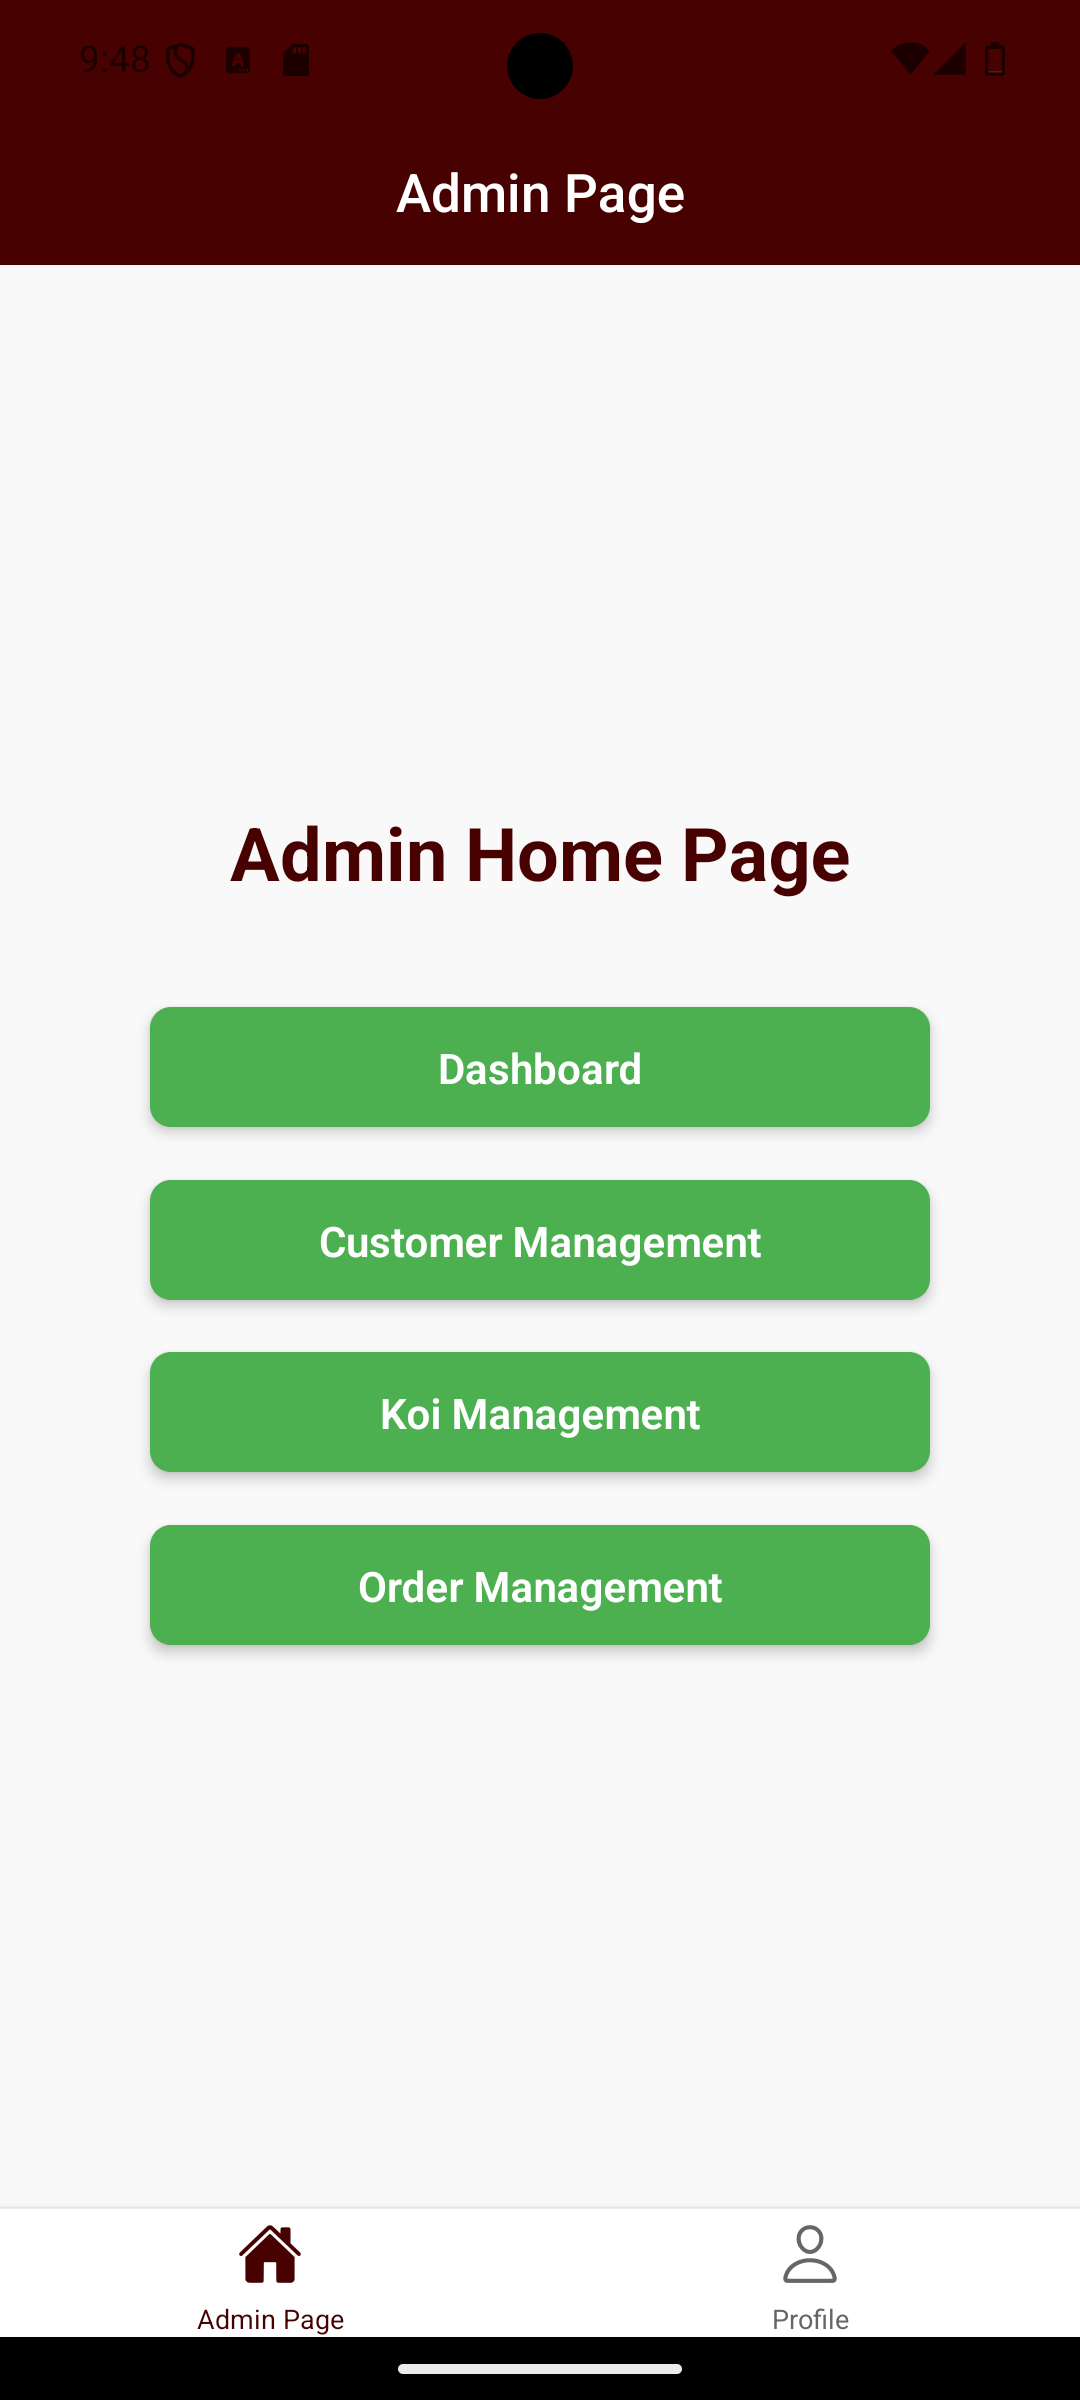 9:48
Admin Page
Admin Home Page
Dashboard
Customer Management
Koi Management
Order Management
Admin Page
Profile